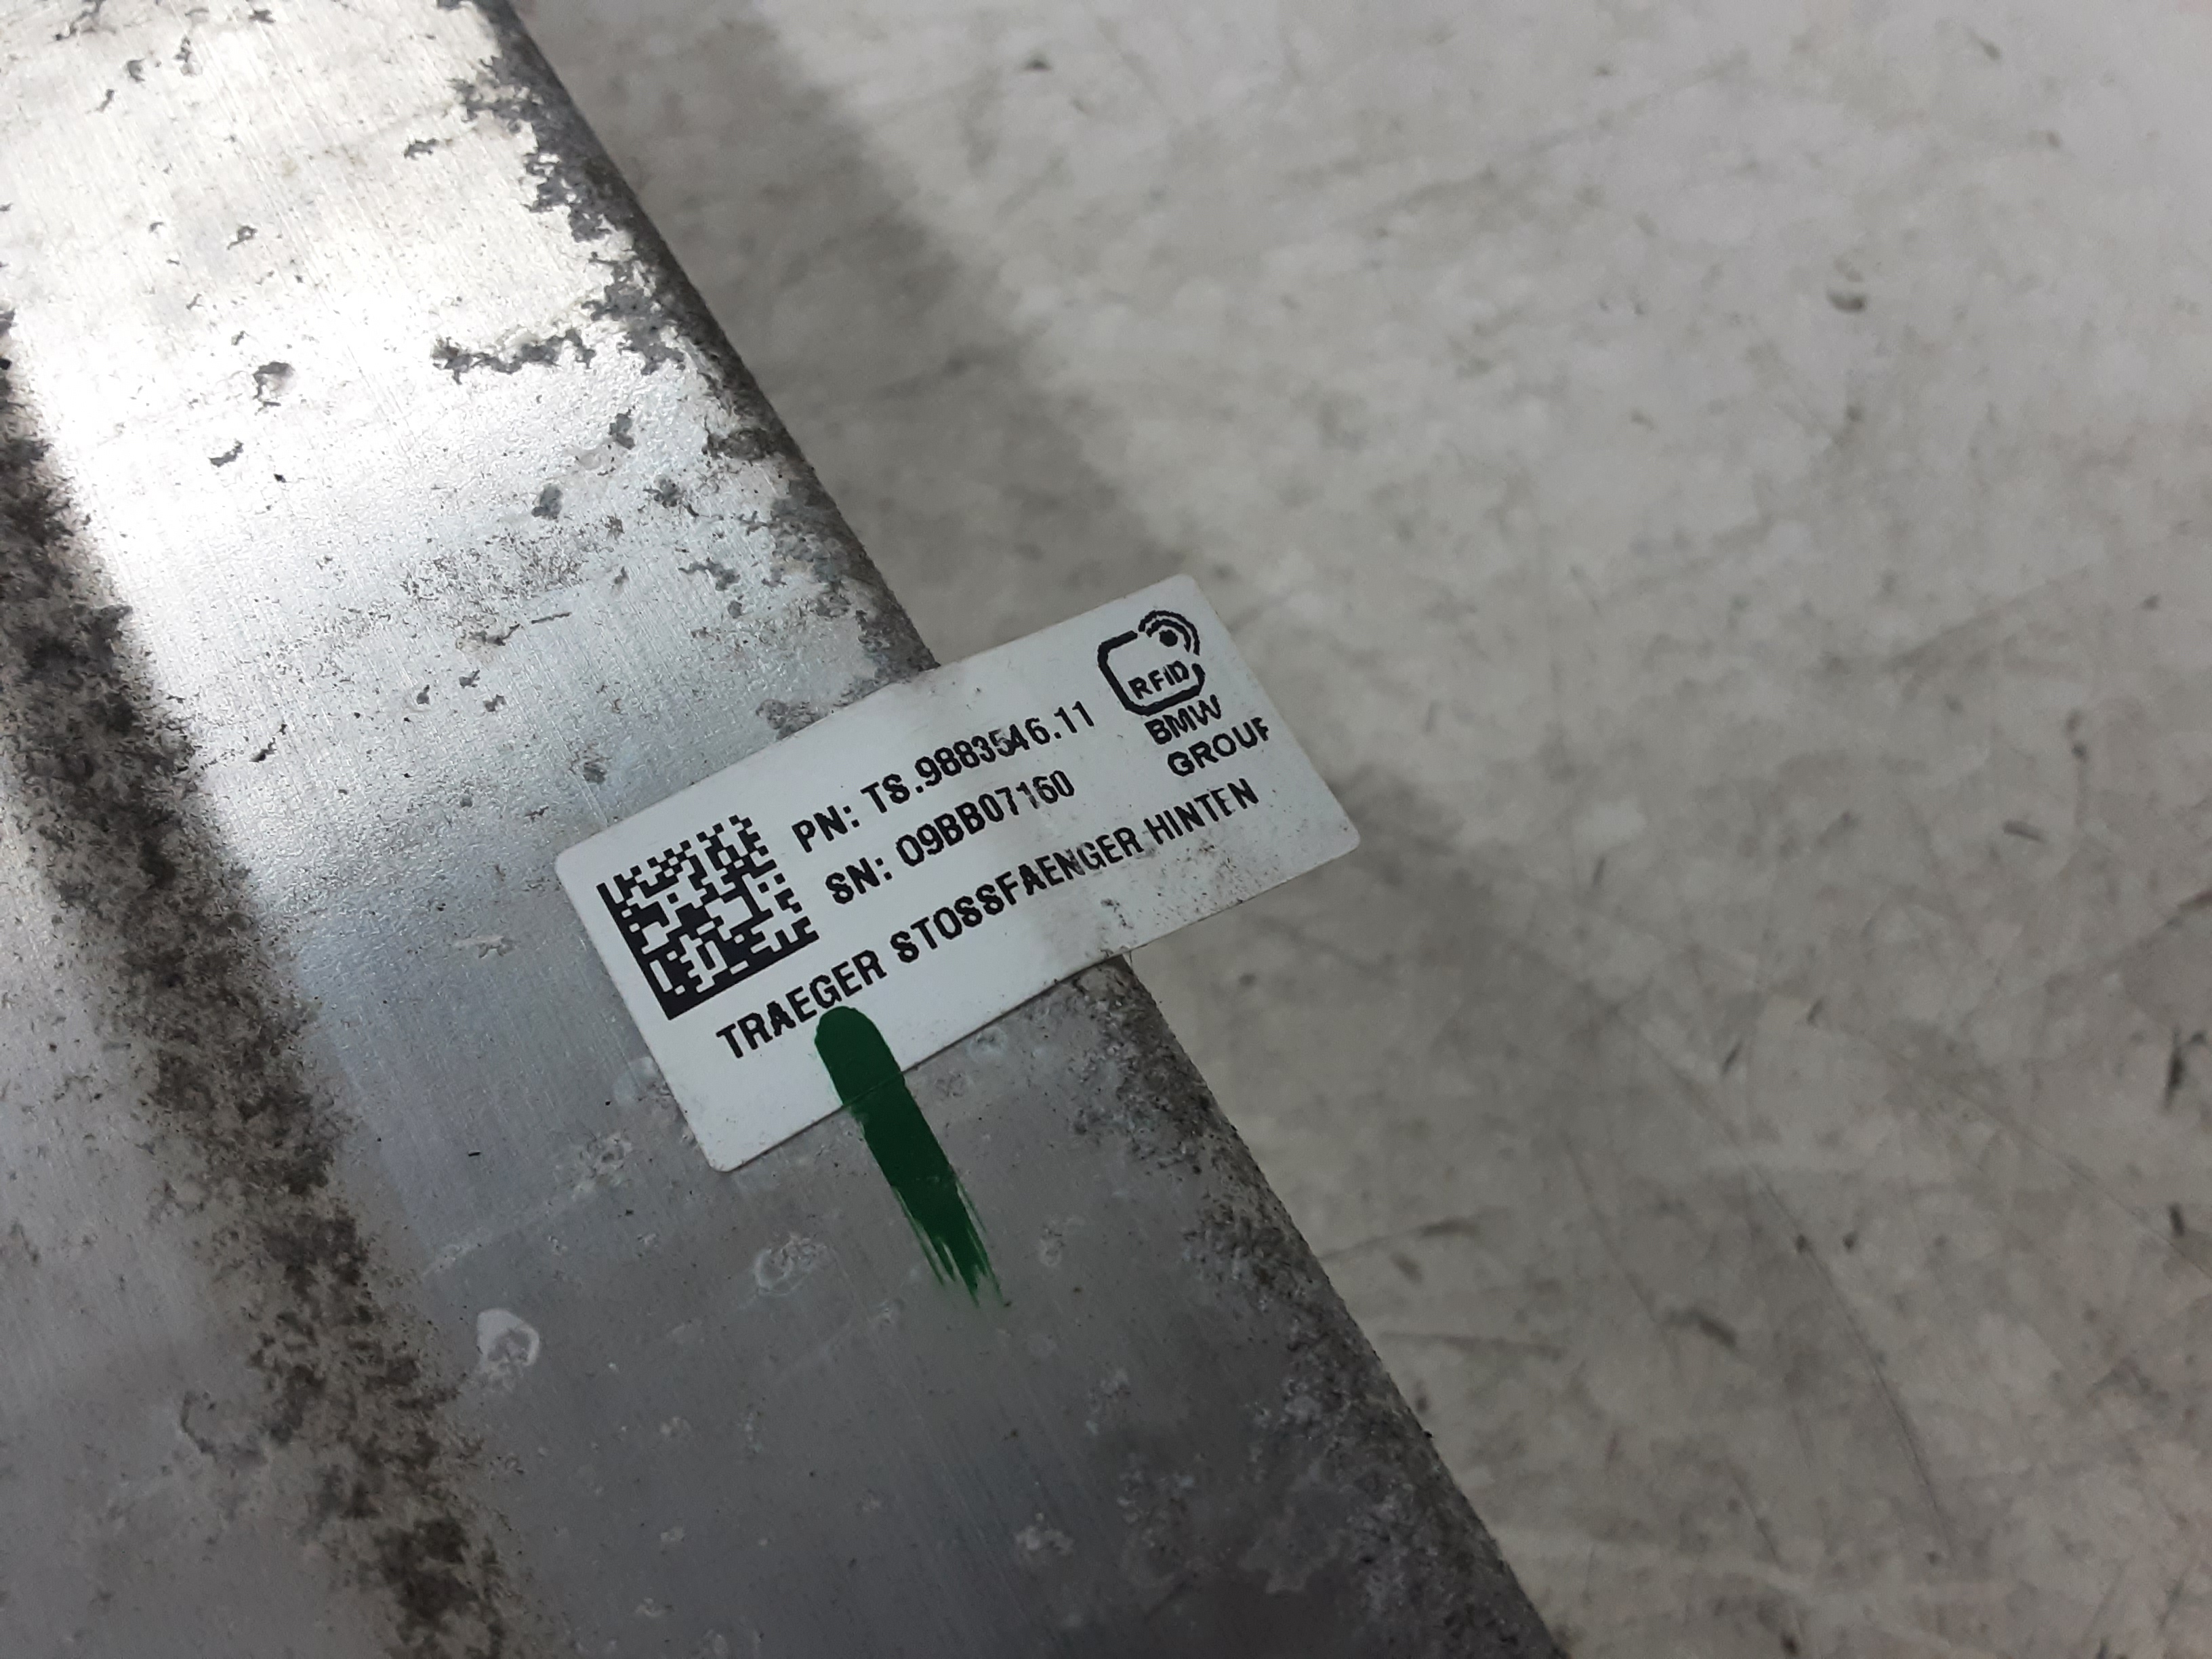 RFID
BMW
GROUP
PN: TS.9883546.11
SN: 09BB07160
TRAEGER STOSSFAENGER HINTEN